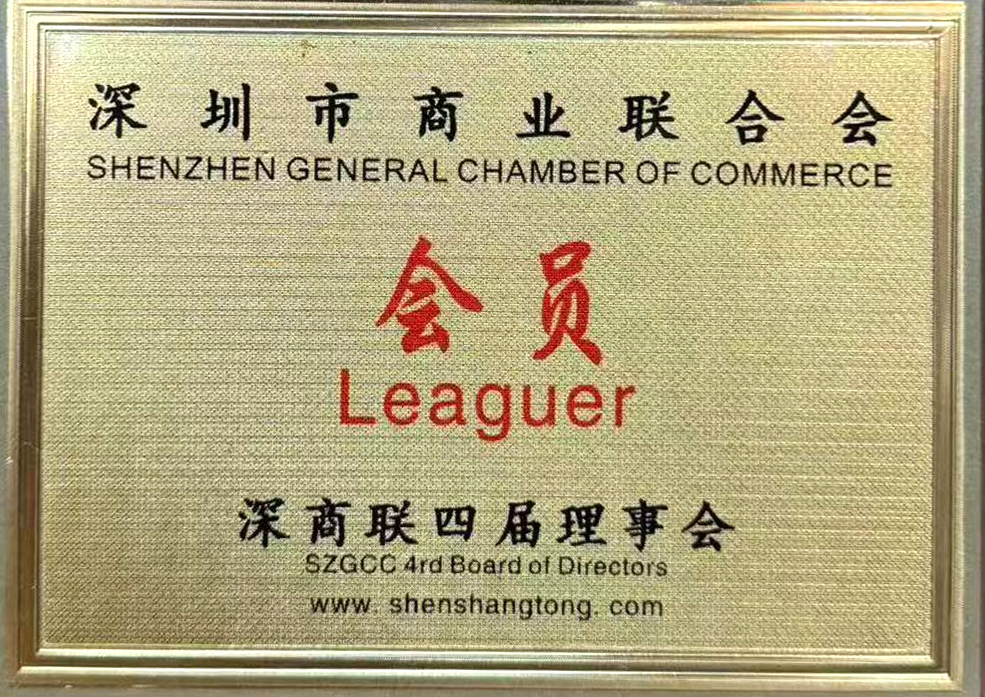 深圳市商业联合会
SHENZHEN GENERAL CHAMBER OF COMMERCE
会员
Leaguer
深商联四届理事会
SZGCC 4rd Board of Directors
www. shenshangtong. com